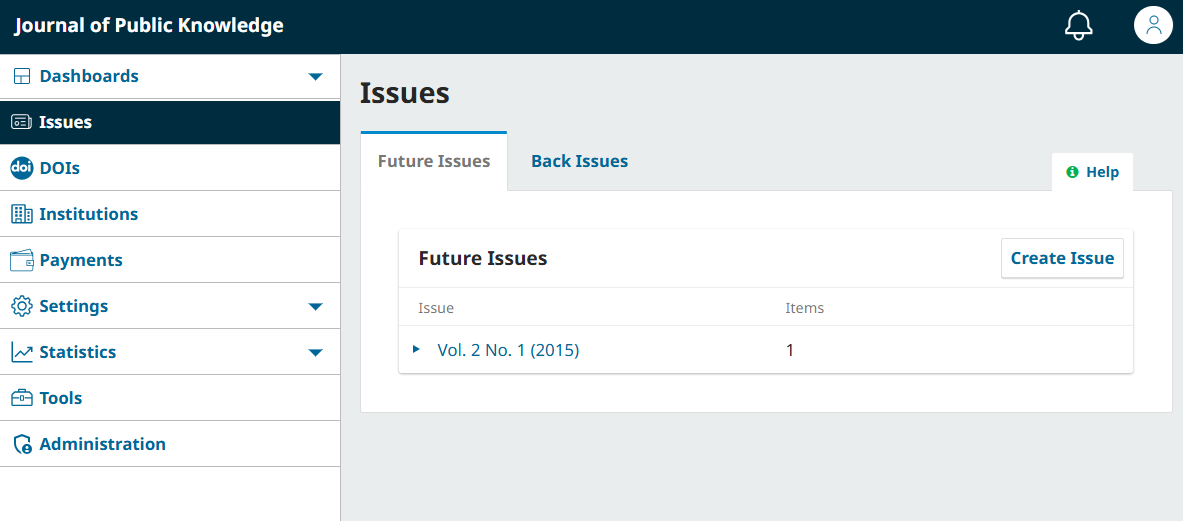 Journal of Public Knowledge
Dashboards
Issues
doi DOIs
Institutions
Payments
Settings
Statistics
Tools
Administration
Issues
Future Issues Back Issues
Help
Future Issues Create Issue
Issue Items
Vol. 2 No. 1 (2015) 1